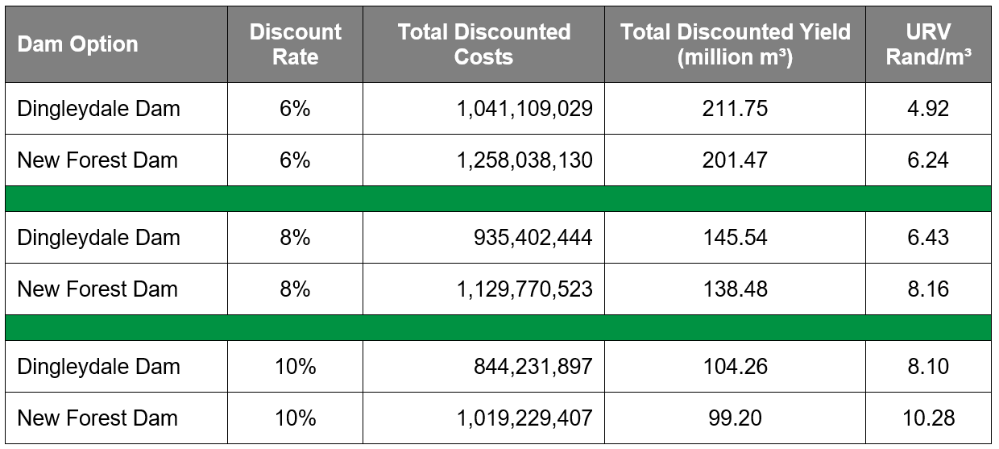 Dam Option Discount Rate Total Discounted Costs Total Discounted Yield (million m³) URV Rand/m³
Dingleydale Dam 6% 1,041,109,029 211.75 4.92
New Forest Dam 6% 1,258,038,130 201.47 6.24
Dingleydale Dam 8% 935,402,444 145.54 6.43
New Forest Dam 8% 1,129,770,523 138.48 8.16
Dingleydale Dam 10% 844,231,897 104.26 8.10
New Forest Dam 10% 1,019,229,407 99.20 10.28